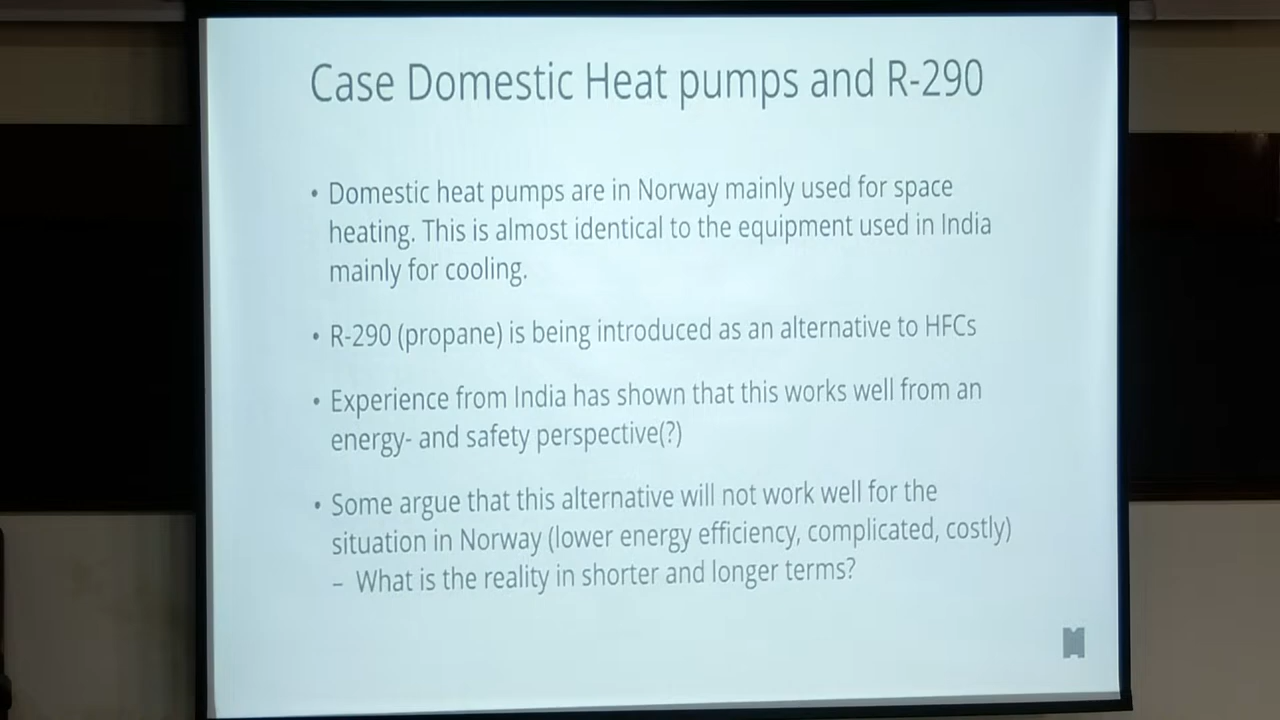 Case Domestic Heat pumps and R-290
• Domestic heat pumps are in Norway mainly used for space
heating. This is almost identical to the equipment used in India
mainly for cooling.
• R-290 (propane) is being introduced as an alternative to HFCs
• Experience from India has shown that this works well from an
energy- and safety perspective(?)
• Some argue that this alternative will not work well for the
situation in Norway (lower energy efficiency, complicated, costly)
– What is the reality in shorter and longer terms?